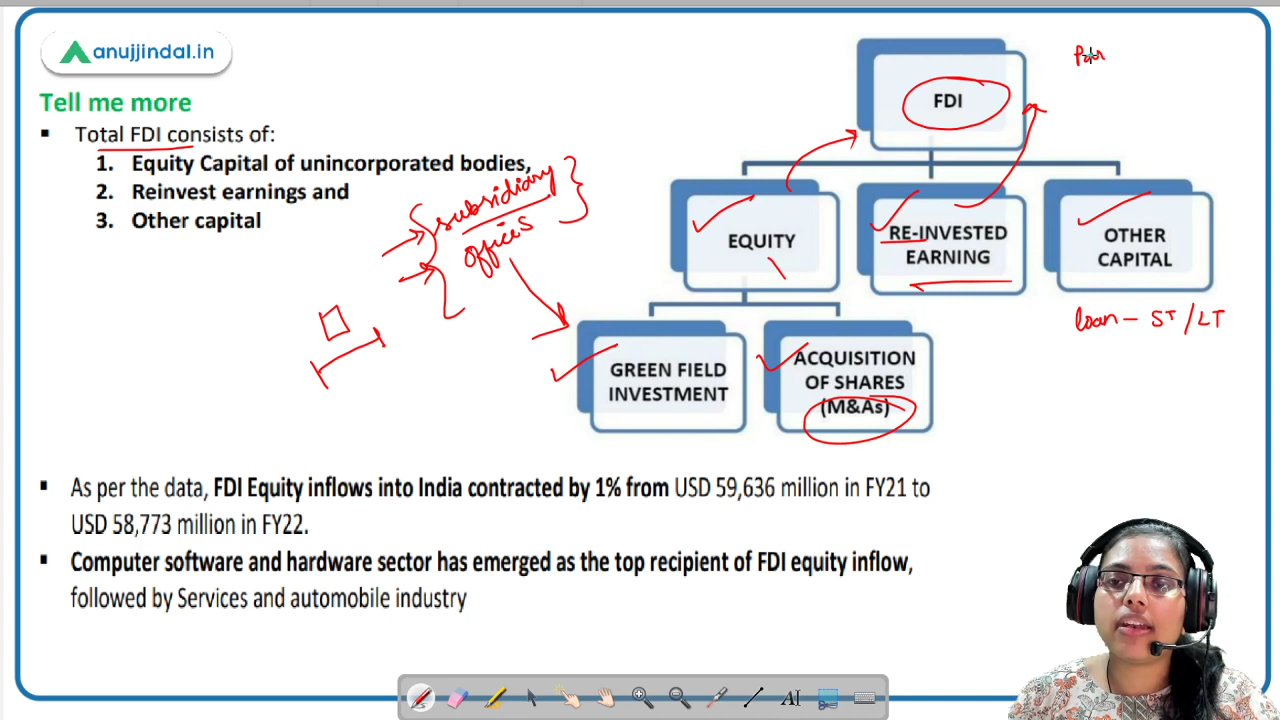 anujjindal.in
Tell me more
▪ Total FDI consists of:
1. Equity Capital of unincorporated bodies,
2. Reinvest earnings and
3. Other capital
subsidiary
offices
FDI
EQUITY
RE-INVESTED
EARNING
OTHER
CAPITAL
loan - ST/LT
GREEN FIELD
INVESTMENT
ACQUISITION
OF SHARES
(M&As)
▪ As per the data, FDI Equity inflows into India contracted by 1% from USD 59,636 million in FY21 to
USD 58,773 million in FY22.
▪ Computer software and hardware sector has emerged as the top recipient of FDI equity inflow,
followed by Services and automobile industry
AI